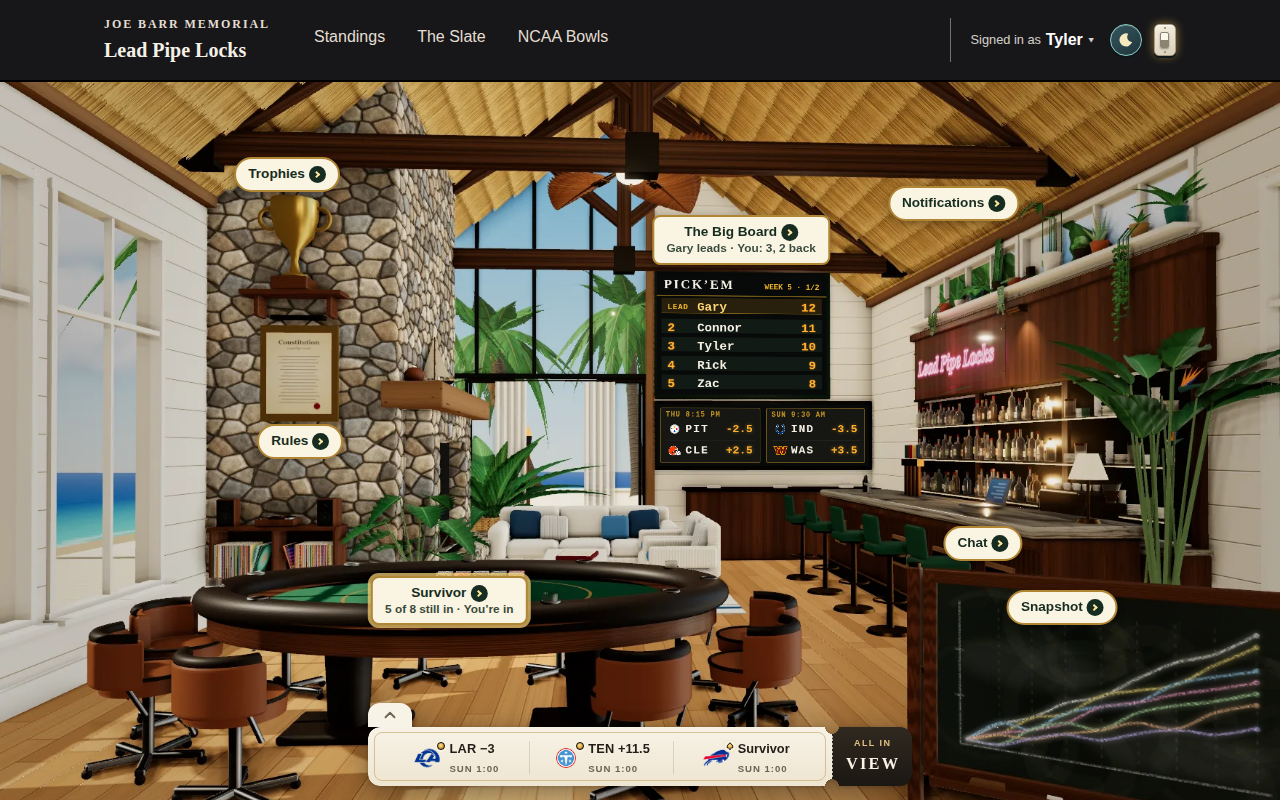 JOE BARR MEMORIAL
Lead Pipe Locks
Standings
The Slate
NCAA Bowls
Signed in as Tyler
Trophies
Notifications
The Big Board
Gary leads · You: 3, 2 back
PICK’EM WEEK 5 · 1/2
LEAD Gary 12
2 Connor 11
3 Tyler 10
4 Rick 9
5 Zac 8
Constitution
Lead Pipe Locks
Rules
THU 8:15 PM
PIT -2.5
CLE +2.5
SUN 9:30 AM
IND -3.5
WAS +3.5
Chat
Survivor
5 of 8 still in · You're in
Snapshot
LAR −3
SUN 1:00
TEN +11.5
SUN 1:00
Survivor
SUN 1:00
ALL IN
VIEW